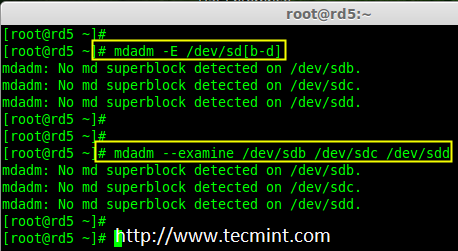 root@rd5:~
[root@rd5 ~]#
[root@rd5 ~]# mdadm -E /dev/sd[b-d]
mdadm: No md superblock detected on /dev/sdb.
mdadm: No md superblock detected on /dev/sdc.
mdadm: No md superblock detected on /dev/sdd.
[root@rd5 ~]#
[root@rd5 ~]#
[root@rd5 ~]# mdadm --examine /dev/sdb /dev/sdc /dev/sdd
mdadm: No md superblock detected on /dev/sdb.
mdadm: No md superblock detected on /dev/sdc.
mdadm: No md superblock detected on /dev/sdd.
[root@rd5 ~]#
[root@rd5 ~]# http://www.tecmint.com